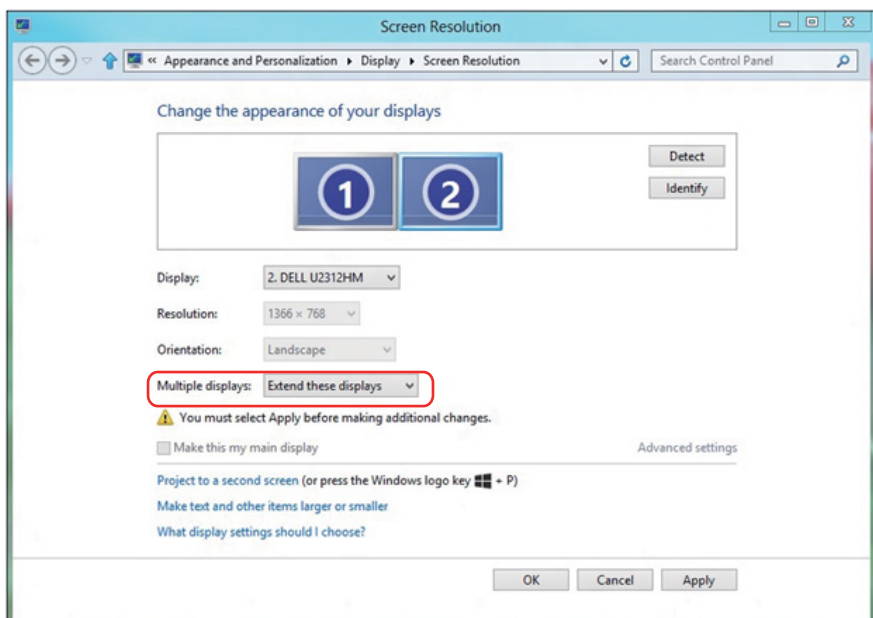 Screen Resolution
« Appearance and Personalization Display Screen Resolution Search Control Panel
Change the appearance of your displays
1 2
Detect
Identify
Display: 2. DELL U2312HM
Resolution: 1366 × 768
Orientation: Landscape
Multiple displays: Extend these displays
You must select Apply before making additional changes.
Make this my main display Advanced settings
Project to a second screen (or press the Windows logo key + P)
Make text and other items larger or smaller
What display settings should I choose?
OK Cancel Apply